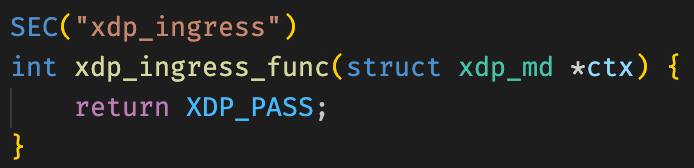 SEC("xdp_ingress")
int xdp_ingress_func(struct xdp_md *ctx) {
    return XDP_PASS;
}